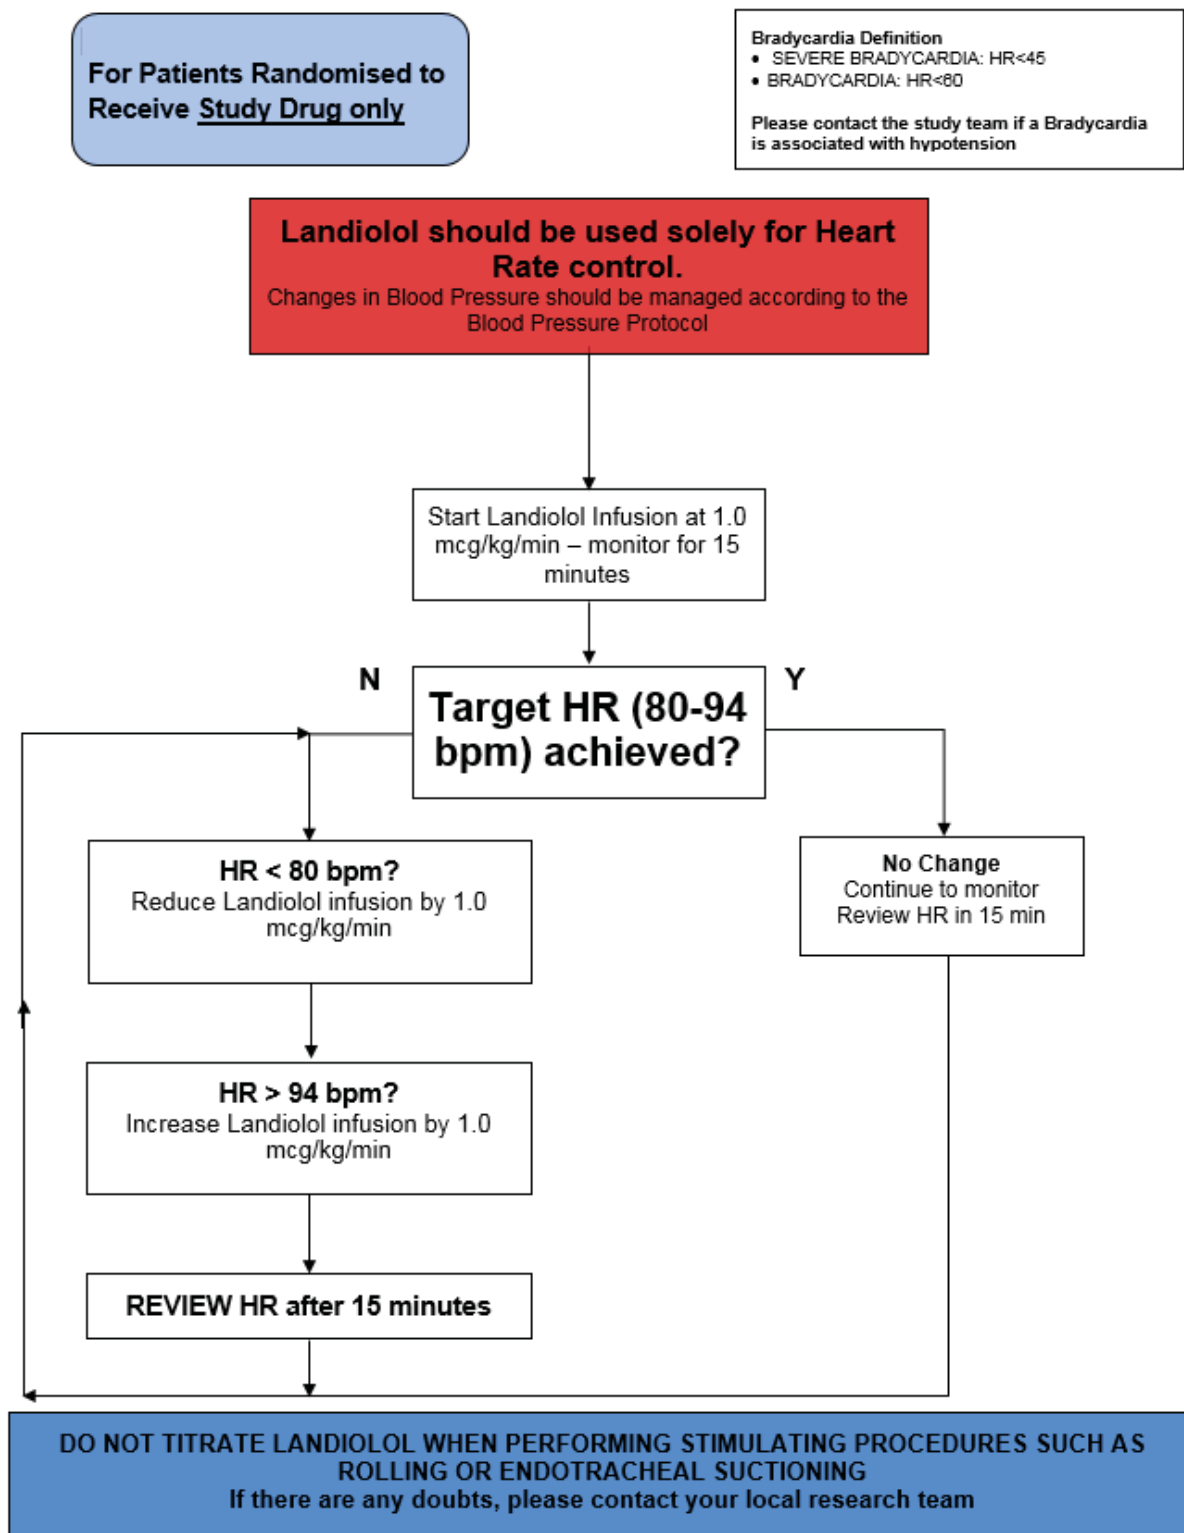 For Patients Randomised to
Receive Study Drug only
Bradycardia Definition
• SEVERE BRADYCARDIA: HR<45
• BRADYCARDIA: HR<60
Please contact the study team if a Bradycardia
is associated with hypotension
Landiolol should be used solely for Heart
Rate control.
Changes in Blood Pressure should be managed according to the
Blood Pressure Protocol
Start Landiolol Infusion at 1.0
mcg/kg/min – monitor for 15
minutes
N
Y
Target HR (80-94
bpm) achieved?
HR < 80 bpm?
Reduce Landiolol infusion by 1.0
mcg/kg/min
No Change
Continue to monitor
Review HR in 15 min
HR > 94 bpm?
Increase Landiolol infusion by 1.0
mcg/kg/min
REVIEW HR after 15 minutes
DO NOT TITRATE LANDIOLOL WHEN PERFORMING STIMULATING PROCEDURES SUCH AS
ROLLING OR ENDOTRACHEAL SUCTIONING
If there are any doubts, please contact your local research team